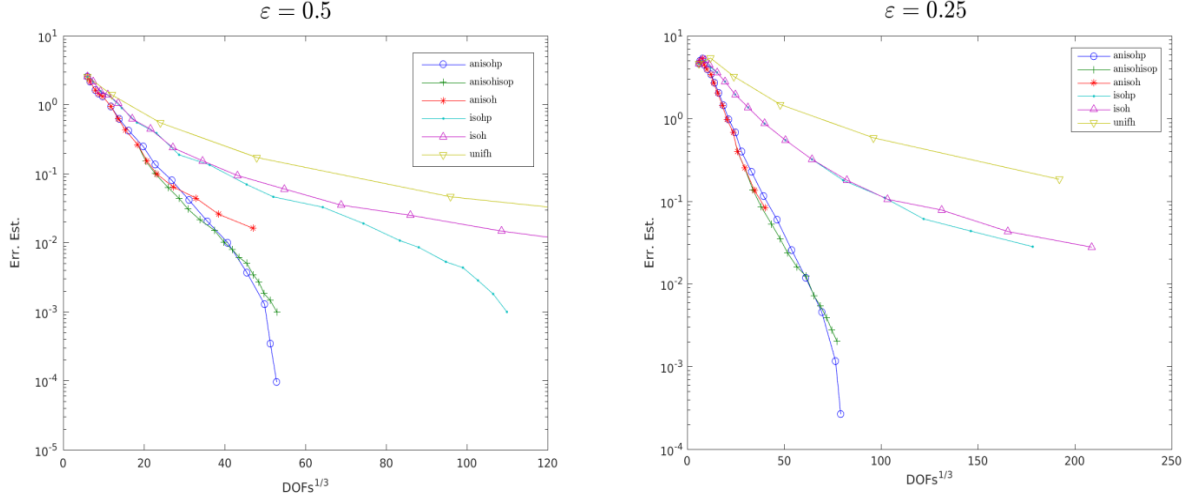 ε = 0.5
10^1
10^0
10^-1
10^-2
10^-3
10^-4
10^-5
Err. Est.
0 20 40 60 80 100 120
DOFs^1/3
anisohp
anisohisop
anisoh
isohp
isoh
unifh
ε = 0.25
10^1
10^0
10^-1
10^-2
10^-3
10^-4
Err. Est.
0 50 100 150 200 250
DOFs^1/3
anisohp
anisohisop
anisoh
isohp
isoh
unifh